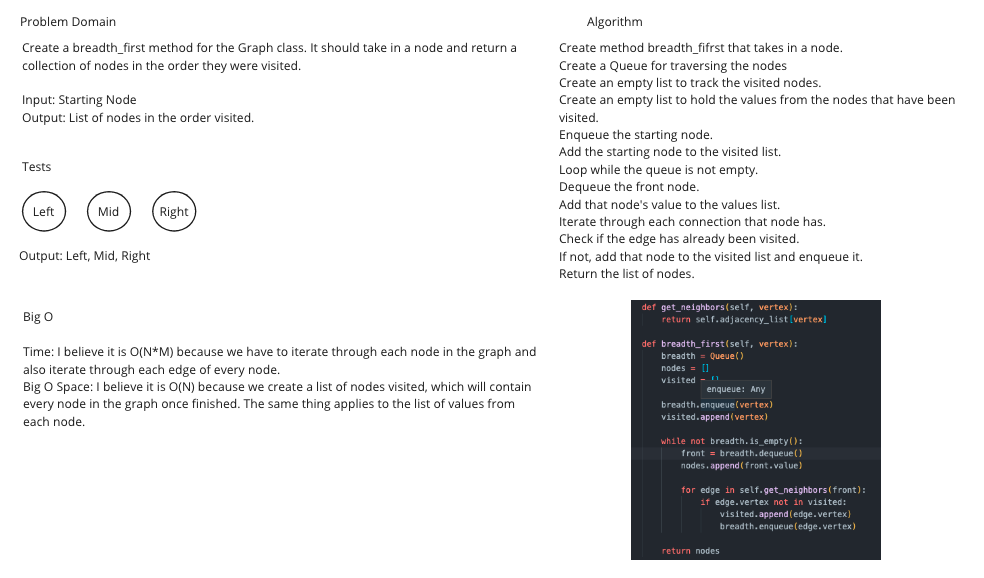 Problem Domain
Create a breadth_first method for the Graph class. It should take in a node and return a
collection of nodes in the order they were visited.
Input: Starting Node
Output: List of nodes in the order visited.
Tests
Left
Mid
Right
Output: Left, Mid, Right
Big O
Time: I believe it is O(N*M) because we have to iterate through each node in the graph and
also iterate through each edge of every node.
Big O Space: I believe it is O(N) because we create a list of nodes visited, which will contain
every node in the graph once finished. The same thing applies to the list of values from
each node.
Algorithm
Create method breadth_fifrst that takes in a node.
Create a Queue for traversing the nodes
Create an empty list to track the visited nodes.
Create an empty list to hold the values from the nodes that have been
visited.
Enqueue the starting node.
Add the starting node to the visited list.
Loop while the queue is not empty.
Dequeue the front node.
Add that node's value to the values list.
Iterate through each connection that node has.
Check if the edge has already been visited.
If not, add that node to the visited list and enqueue it.
Return the list of nodes.
def get_neighbors(self, vertex):
return self.adjacency_list[vertex]
def breadth_first(self, vertex):
breadth = Queue()
nodes = []
visited = []
enqueue: Any
breadth.enqueue(vertex)
visited.append(vertex)
while not breadth.is_empty():
front = breadth.dequeue()
nodes.append(front.value)
for edge in self.get_neighbors(front):
if edge.vertex not in visited:
visited.append(edge.vertex)
breadth.enqueue(edge.vertex)
return nodes